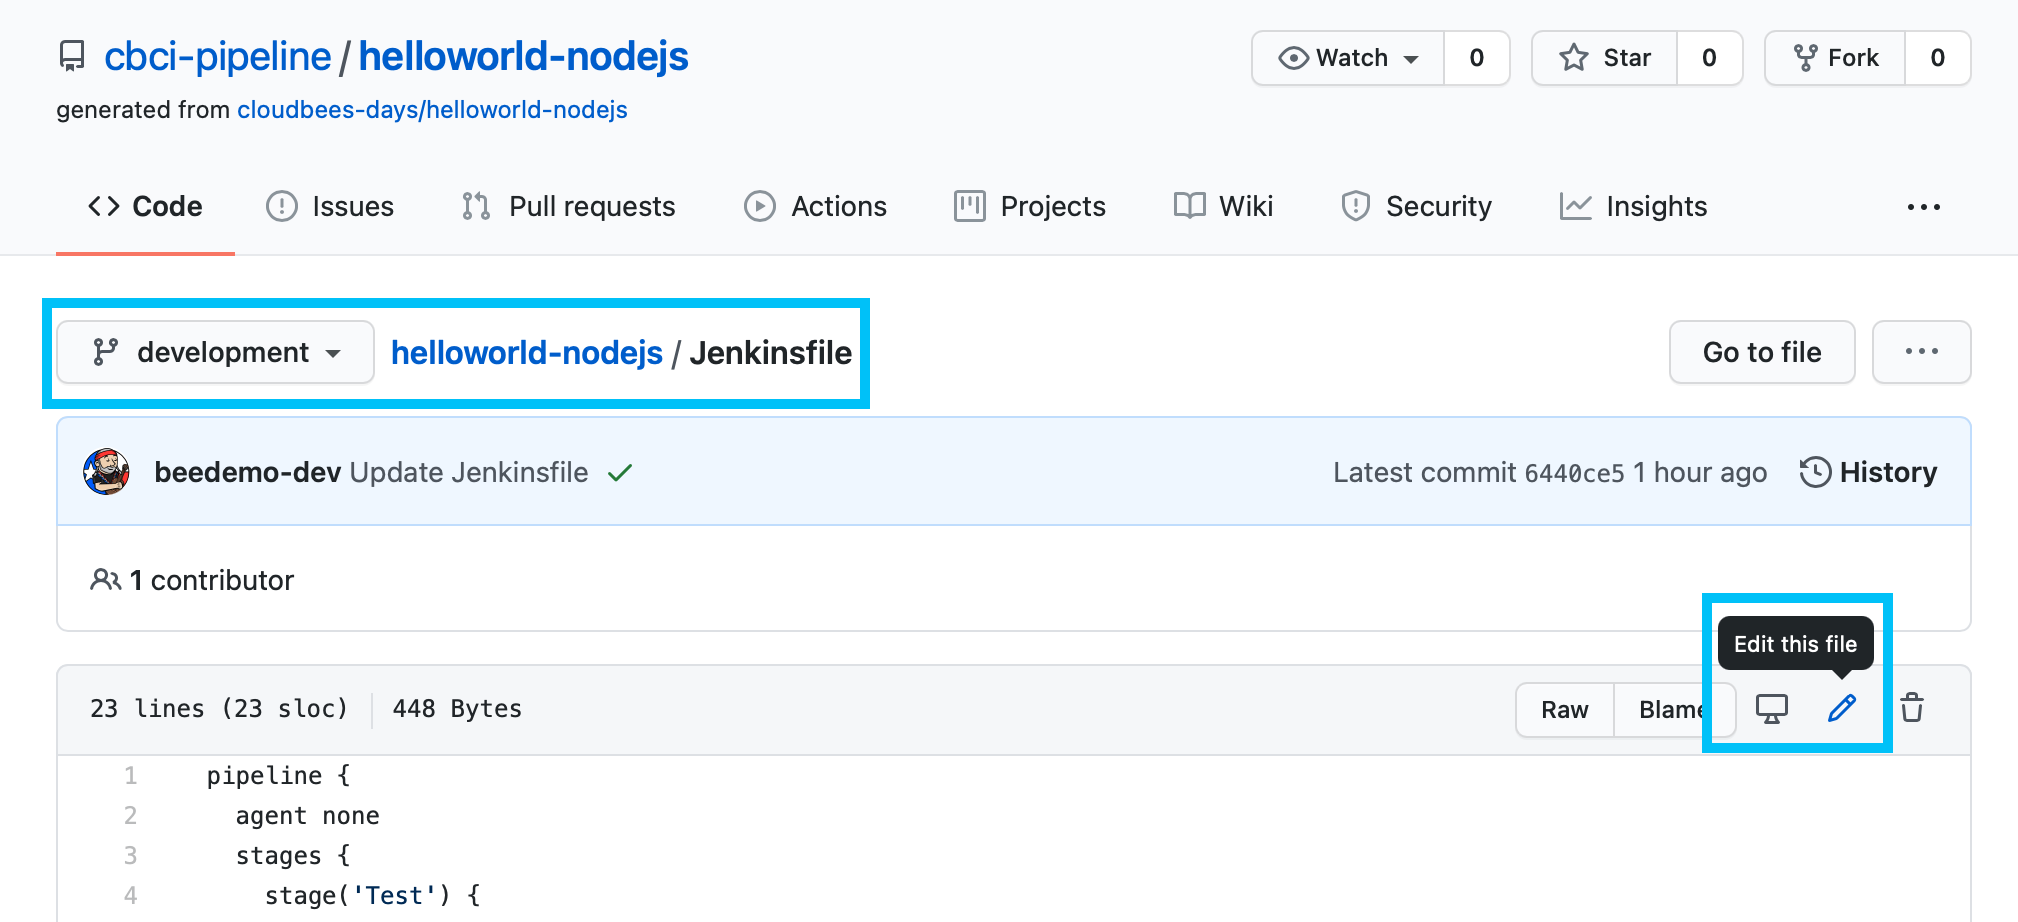 cbci-pipeline / helloworld-nodejs
Watch 0 Star 0 Fork 0
generated from cloudbees-days/helloworld-nodejs
Code Issues Pull requests Actions Projects Wiki Security Insights ...
development helloworld-nodejs / Jenkinsfile
Go to file ...
beedemo-dev Update Jenkinsfile Latest commit 6440ce5 1 hour ago History
1 contributor
Edit this file
23 lines (23 sloc) 448 Bytes Raw Blame
1 pipeline {
2 agent none
3 stages {
4 stage('Test') {